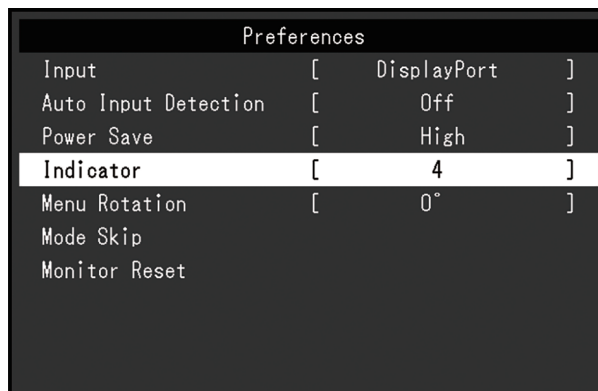 Preferences
Input [ DisplayPort ]
Auto Input Detection [ Off ]
Power Save [ High ]
Indicator [ 4 ]
Menu Rotation [ 0° ]
Mode Skip
Monitor Reset